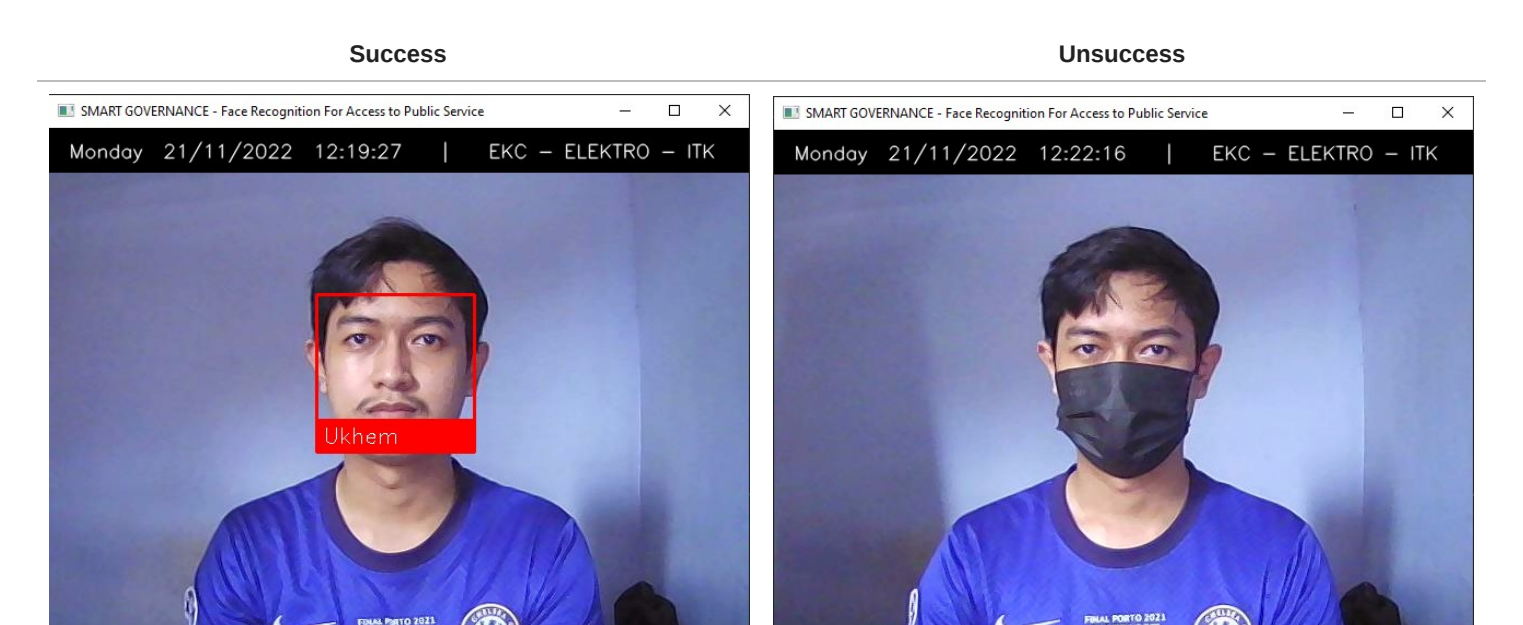 Success
Unsuccess
SMART GOVERNANCE - Face Recognition For Access to Public Service
Monday 21/11/2022 12:19:27 | EKC - ELEKTRO - ITK
Ukhem
FINAL PORTO 2021
CHELSEA
SMART GOVERNANCE - Face Recognition For Access to Public Service
Monday 21/11/2022 12:22:16 | EKC - ELEKTRO - ITK
FINAL PORTO 2021
CHELSEA